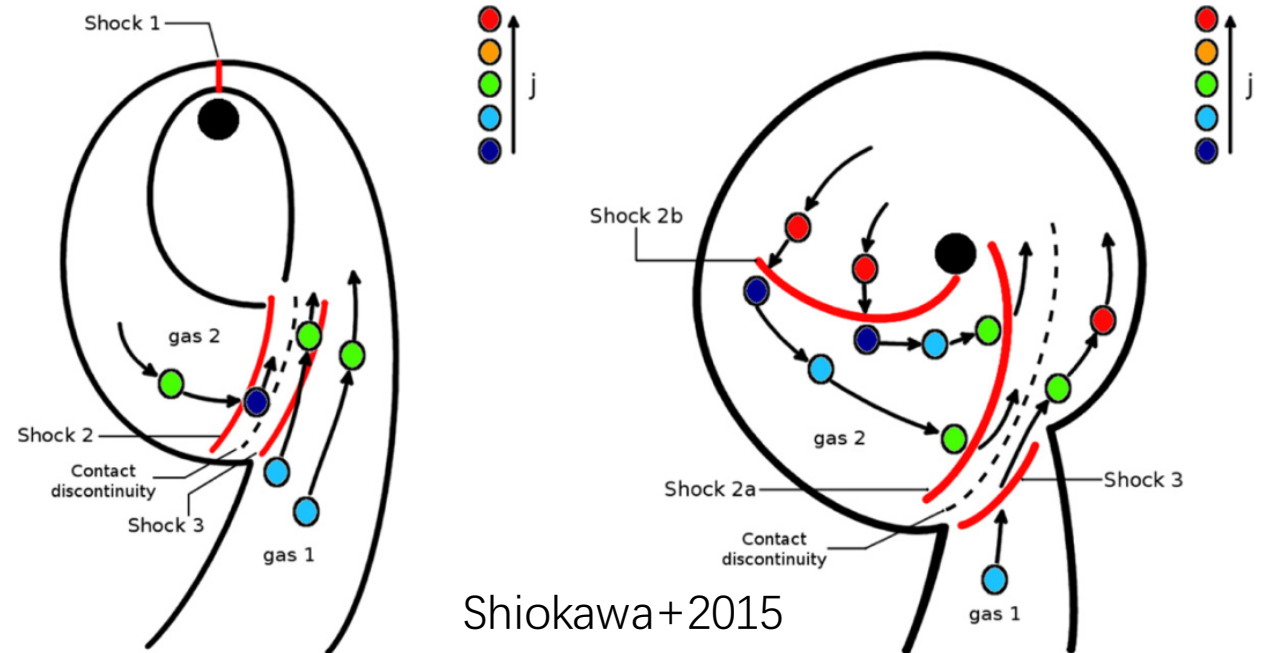 Shock 1
j
gas 2
Shock 2
Contact
discontinuity
Shock 3
gas 1
j
Shock 2b
gas 2
Shock 2a
Shock 3
Contact
discontinuity
gas 1
Shiokawa+2015